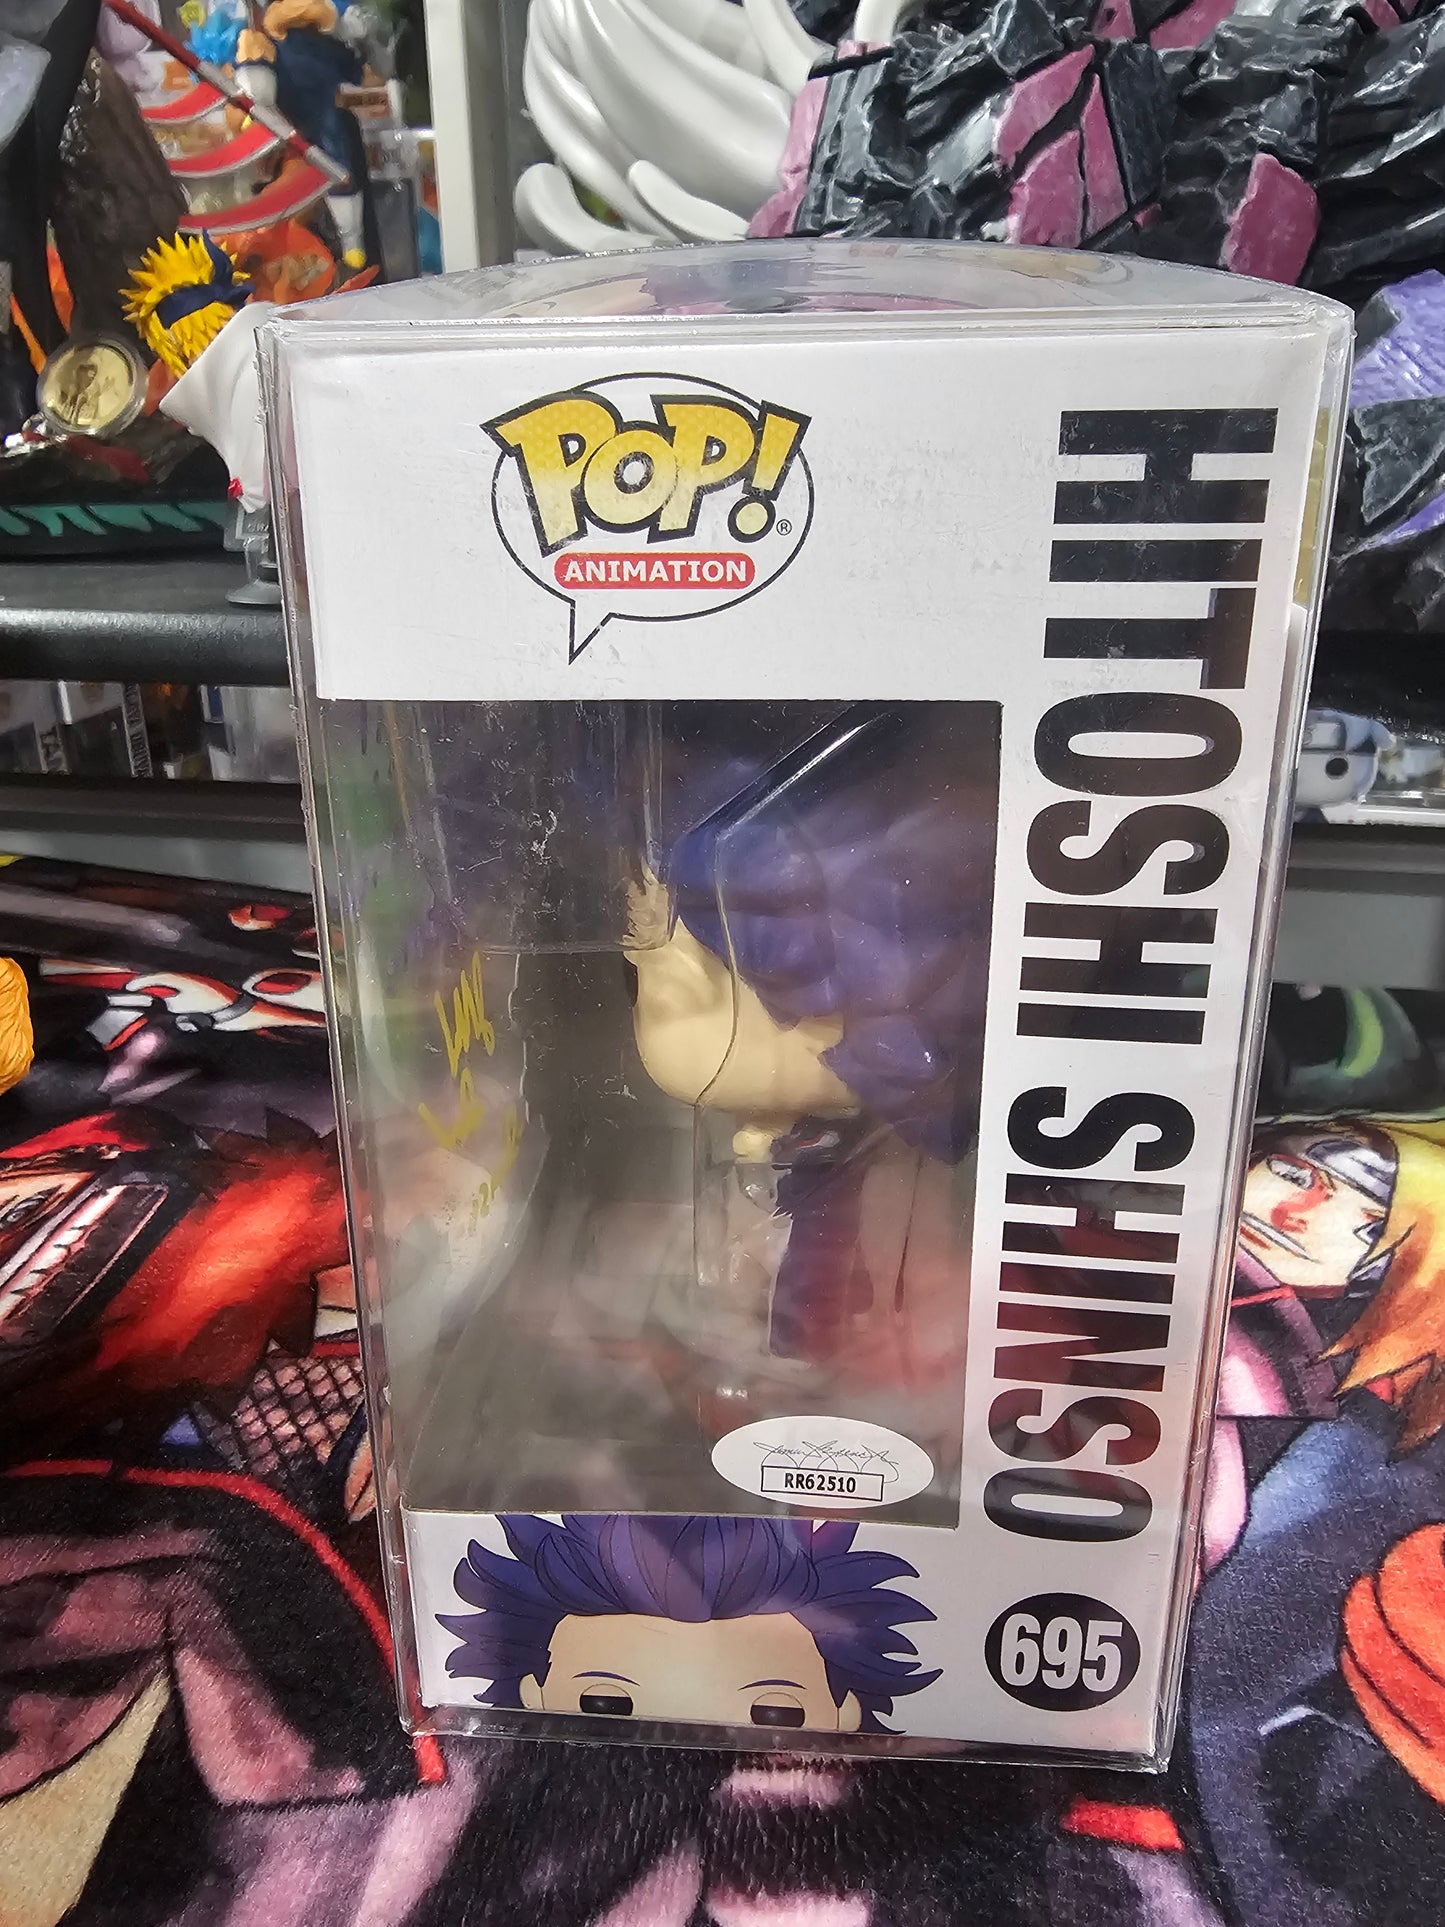 POP!®
ANIMATION
HITOSHI SHINSO
RR62510
695